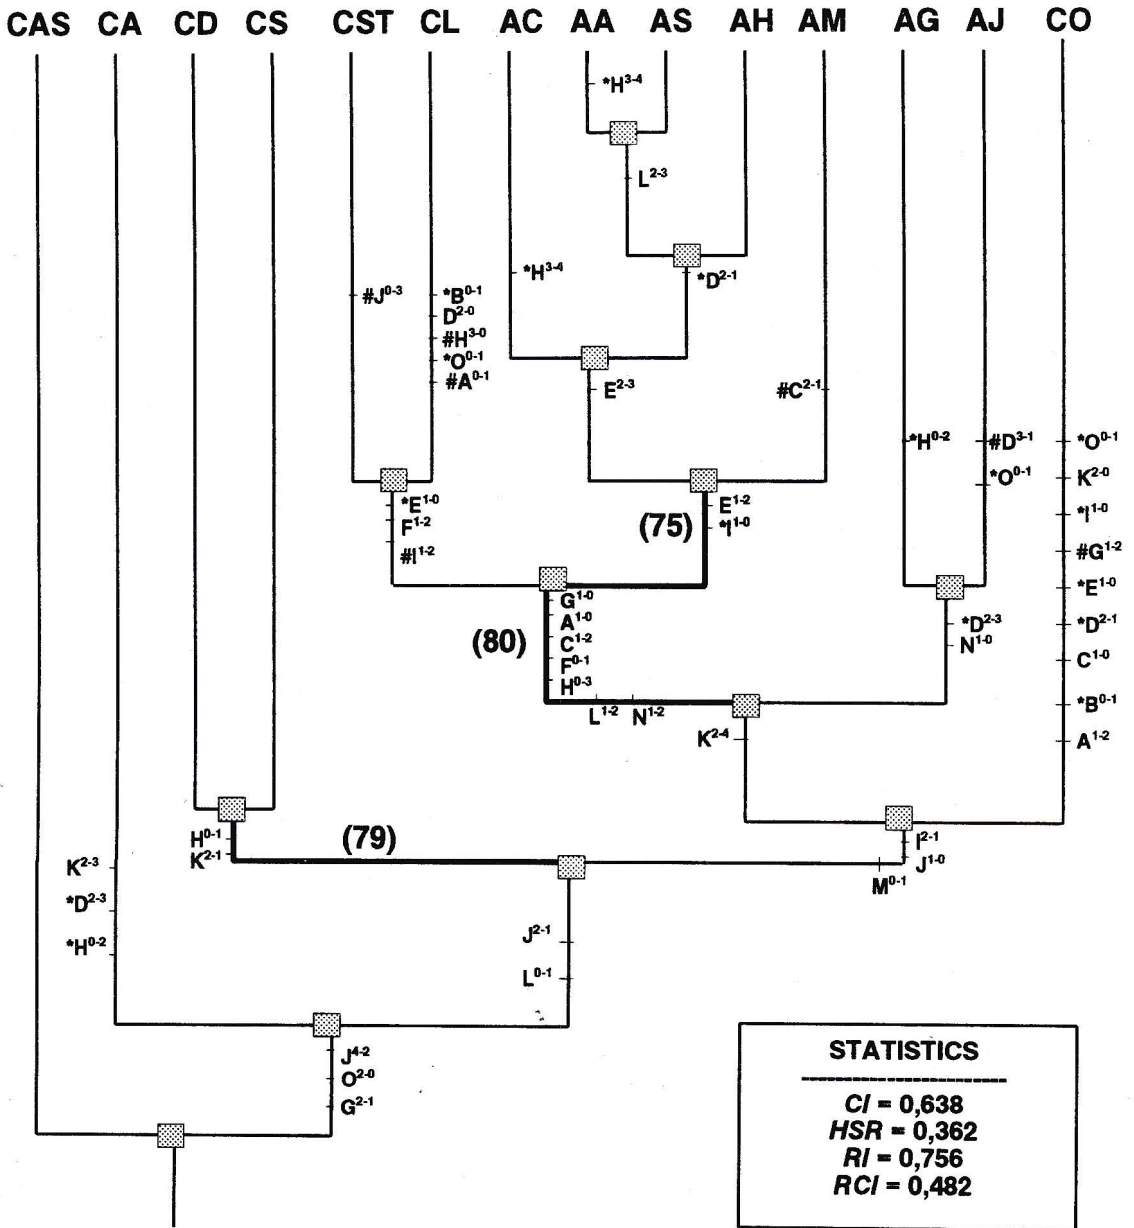 CAS CA CD CS CST CL AC AA AS AH AM AG AJ CO
*H3-4
L2-3
*H3-4
*D2-1
#J0-3
*B0-1
D2-0
#H3-0
*O0-1
#A0-1
E2-3
#C2-1
*H0-2
#D3-1
*O0-1
*O0-1
K2-0
*I1-0
#G1-2
*E1-0
*D2-1
C1-0
*B0-1
A1-2
*E1-0
F1-2
#I1-2
(75)
E1-2
*I1-0
(80)
G1-0
A1-0
C1-2
F0-1
H0-3
L1-2 N1-2
*D2-3
N1-0
K2-4
H0-1
K2-1
(79)
I2-1
J1-0
M0-1
K2-3
*D2-3
*H0-2
J2-1
L0-1
J4-2
O2-0
G2-1
STATISTICS
CI = 0,638
HSR = 0,362
RI = 0,756
RCI = 0,482